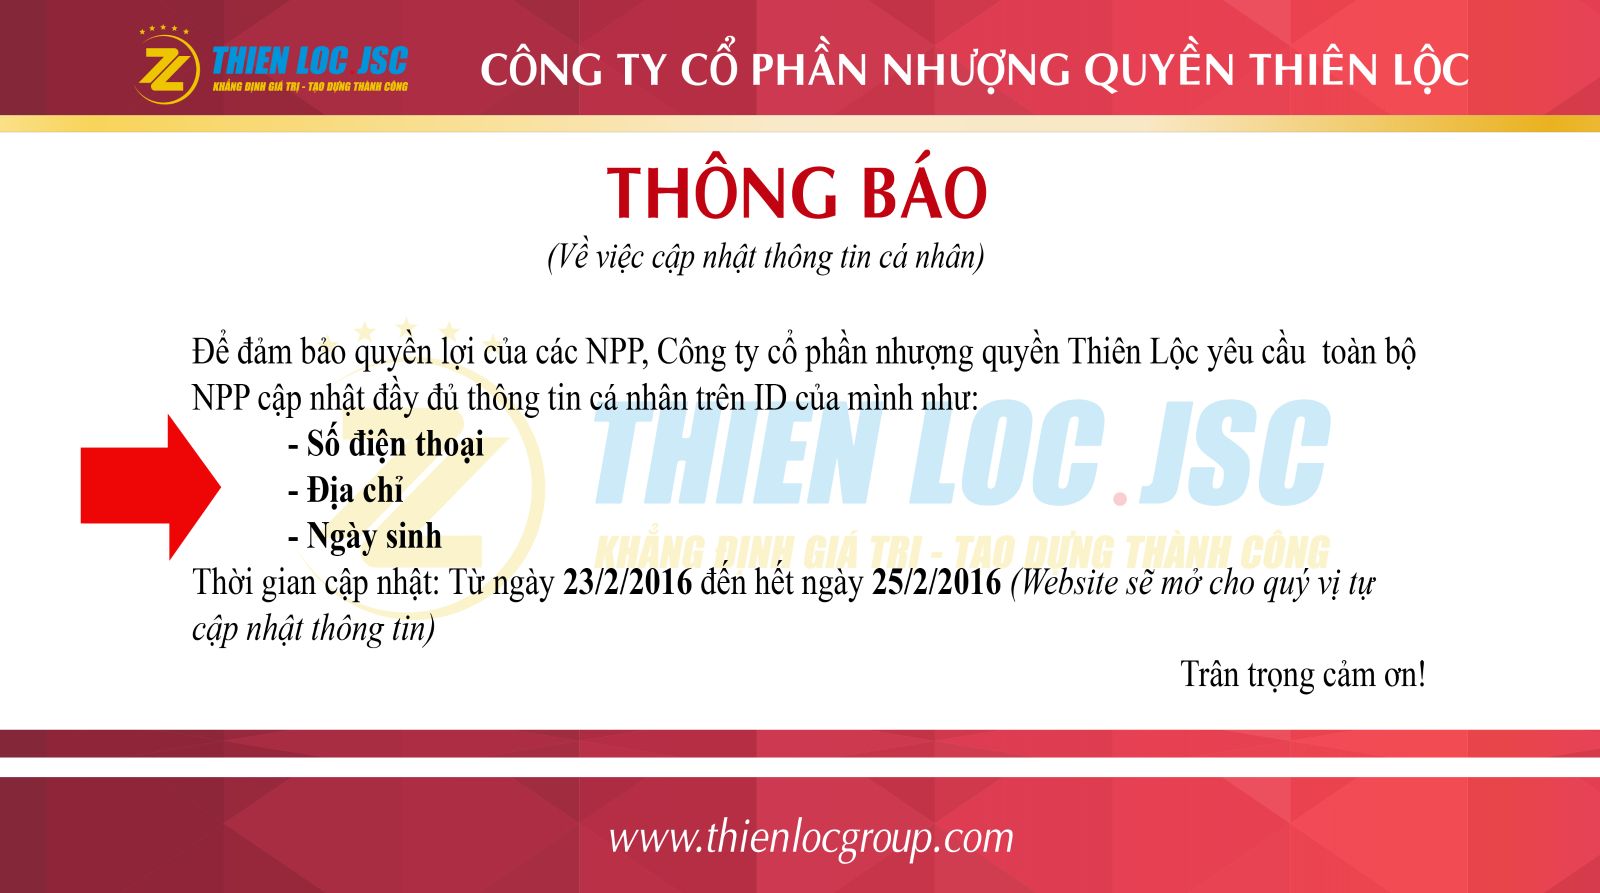 THIEN LOC.JSC
KHẲNG ĐỊNH GIÁ TRỊ - TẠO DỰNG THÀNH CÔNG
CÔNG TY CỔ PHẦN NHƯỢNG QUYỀN THIÊN LỘC
THÔNG BÁO
(Về việc cập nhật thông tin cá nhân)
Để đảm bảo quyền lợi của các NPP, Công ty cổ phần nhượng quyền Thiên Lộc yêu cầu toàn bộ
NPP cập nhật đầy đủ thông tin cá nhân trên ID của mình như:
- Số điện thoại
- Địa chỉ
- Ngày sinh
THIEN LOC.JSC
KHẲNG ĐỊNH GIÁ TRỊ - TẠO DỰNG THÀNH CÔNG
Thời gian cập nhật: Từ ngày 23/2/2016 đến hết ngày 25/2/2016 (Website sẽ mở cho quý vị tự
cập nhật thông tin)
Trân trọng cảm ơn!
www.thienlocgroup.com